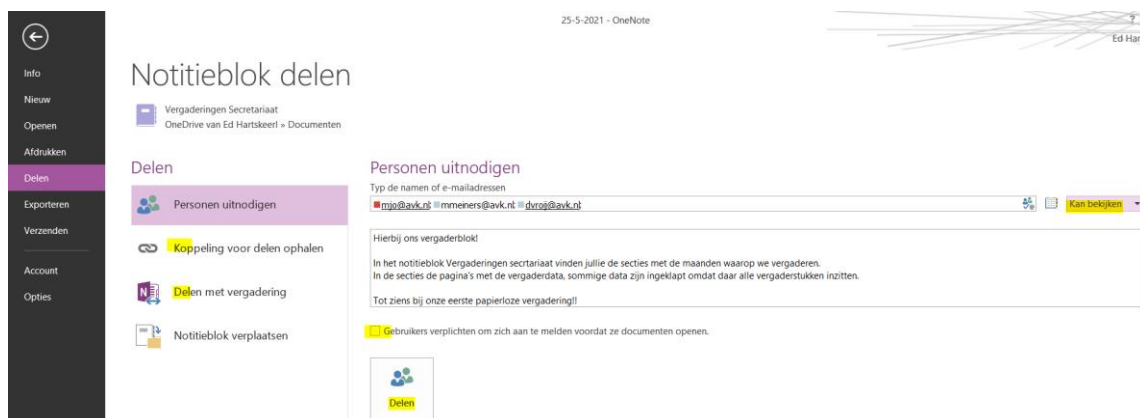 25-5-2021 - OneNote
?
Ed Har
Info
Nieuw
Openen
Afdrukken
Delen
Exporteren
Verzenden
Account
Opties
Notitieblok delen
Vergaderingen Secretariaat
OneDrive van Ed Hartskeerl » Documenten
Delen
Personen uitnodigen
Koppeling voor delen ophalen
Delen met vergadering
Notitieblok verplaatsen
Personen uitnodigen
Typ de namen of e-mailadressen
mjo@avk.nl; mmeiners@avk.nl; dvroij@avk.nl;
Kan bekijken
Hierbij ons vergaderblok!
In het notitieblok Vergaderingen secrtariaat vinden jullie de secties met de maanden waarop we vergaderen.
In de secties de pagina's met de vergaderdata, sommige data zijn ingeklapt omdat daar alle vergaderstukken inzitten.
Tot ziens bij onze eerste papierloze vergadering!!
Gebruikers verplichten om zich aan te melden voordat ze documenten openen.
Delen